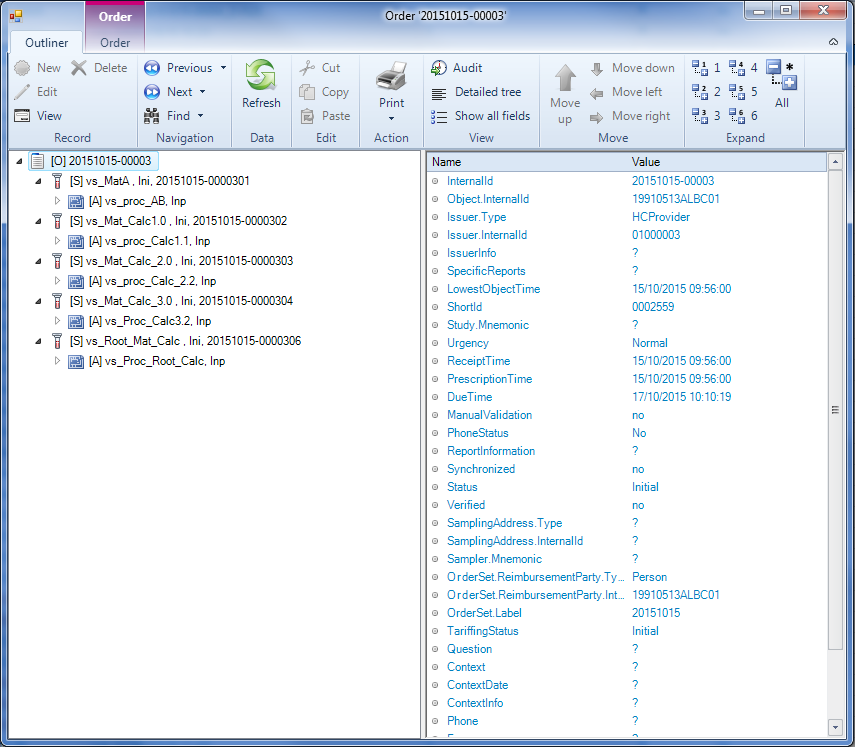 Order '20151015-00003'
Order
Outliner
Order
New
Delete
Edit
View
Record
Previous
Next
Find
Navigation
Refresh
Data
Cut
Copy
Paste
Edit
Print
Action
Audit
Detailed tree
Show all fields
View
Move up
Move down
Move left
Move right
Move
1 1 4 4
2 2 5 5
3 3 6 6
* All
Expand
[O] 20151015-00003
[S] vs_MatA , Ini, 20151015-0000301
[A] vs_proc_AB, Inp
[S] vs_Mat_Calc1.0 , Ini, 20151015-0000302
[A] vs_proc_Calc1.1, Inp
[S] vs_Mat_Calc_2.0 , Ini, 20151015-0000303
[A] vs_proc_Calc_2.2, Inp
[S] vs_Mat_Calc_3.0 , Ini, 20151015-0000304
[A] vs_Proc_Calc3.2, Inp
[S] vs_Root_Mat_Calc , Ini, 20151015-0000306
[A] vs_Proc_Root_Calc, Inp
Name Value
InternalId 20151015-00003
Object.InternalId 19910513ALBC01
Issuer.Type HCProvider
Issuer.InternalId 01000003
IssuerInfo ?
SpecificReports ?
LowestObjectTime 15/10/2015 09:56:00
ShortId 0002559
Study.Mnemonic ?
Urgency Normal
ReceiptTime 15/10/2015 09:56:00
PrescriptionTime 15/10/2015 09:56:00
DueTime 17/10/2015 10:10:19
ManualValidation no
PhoneStatus No
ReportInformation ?
Synchronized no
Status Initial
Verified no
SamplingAddress.Type ?
SamplingAddress.InternalId ?
Sampler.Mnemonic ?
OrderSet.ReimbursementParty.Ty... Person
OrderSet.ReimbursementParty.Int... 19910513ALBC01
OrderSet.Label 20151015
TariffingStatus Initial
Question ?
Context ?
ContextDate ?
ContextInfo ?
Phone ?